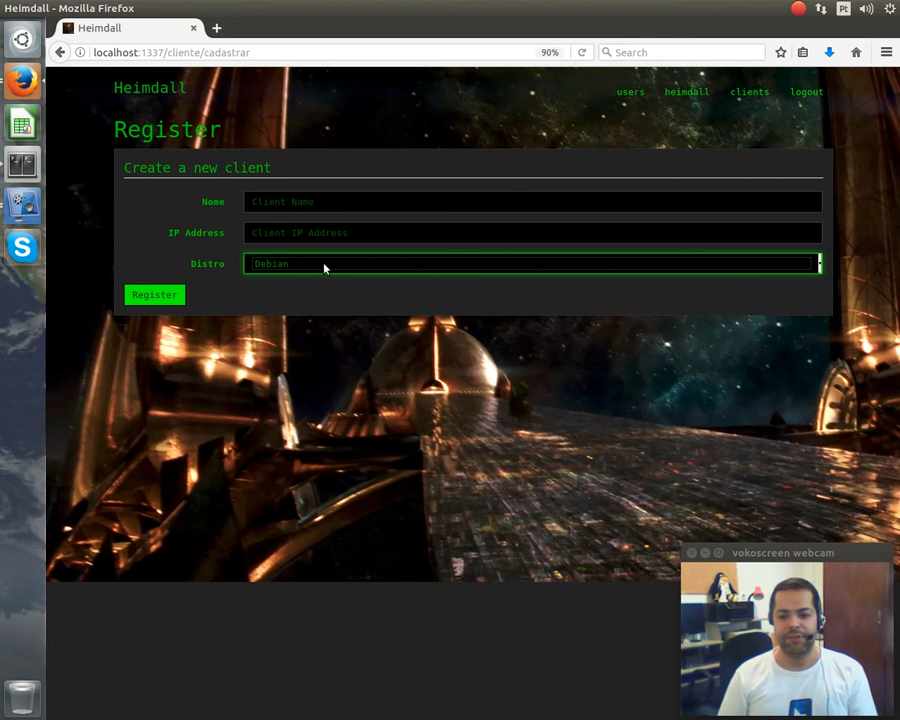 Heimdall - Mozilla Firefox
Pt
Heimdall
localhost:1337/cliente/cadastrar
90%
Search
Heimdall
users
heimdall
clients
logout
Register
Create a new client
Nome
Client Name
IP Address
Client IP Address
Distro
Debian
Register
vokoscreen webcam